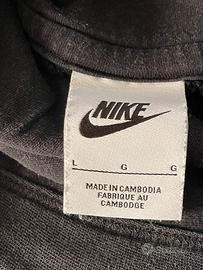 NIKE
L G G
MADE IN CAMBODIA
FABRIQUE AU
CAMBODGE